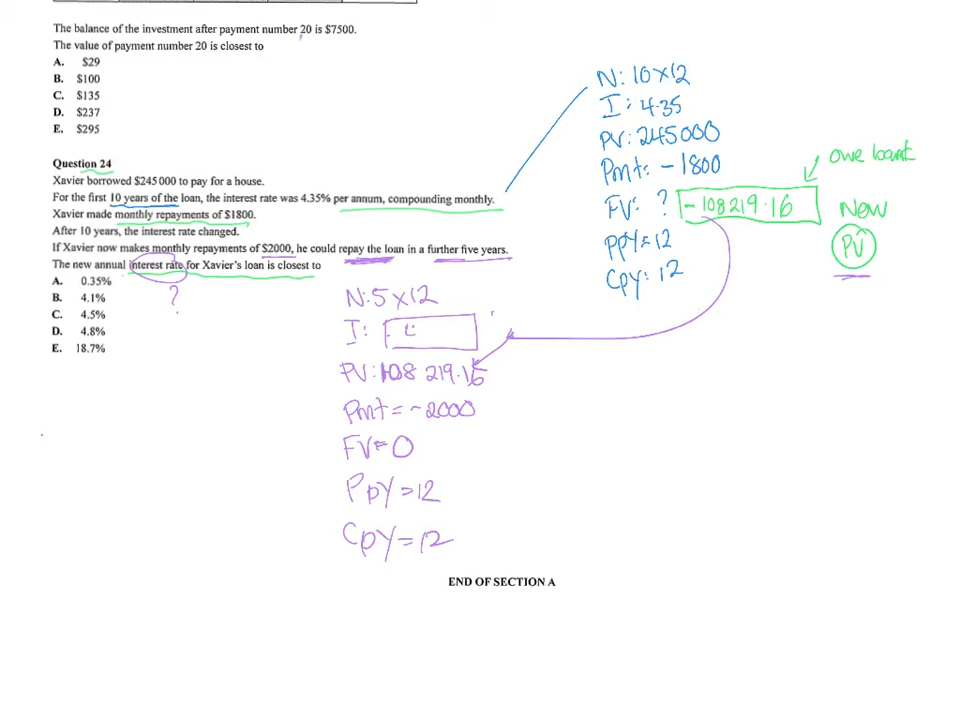 The balance of the investment after payment number 20 is $7500.
The value of payment number 20 is closest to
A. $29
B. $100
C. $135
D. $237
E. $295
Question 24
Xavier borrowed $245 000 to pay for a house.
For the first 10 years of the loan, the interest rate was 4.35% per annum, compounding monthly.
Xavier made monthly repayments of $1800.
After 10 years, the interest rate changed.
If Xavier now makes monthly repayments of $2000, he could repay the loan in a further five years.
The new annual interest rate for Xavier's loan is closest to
A. 0.35%
B. 4.1%
C. 4.5%
D. 4.8%
E. 18.7%
?
N: 10 x 12
I: 4.35
PV: 245000
Pmt: -1800
FV: ? -108219.16
PPY=12
CPY: 12
owe
New
PV
N: 5 x 12
I:
PV: 108 219.16
Pmt = -2000
FV = 0
PpY = 12
CpY = 12
END OF SECTION A